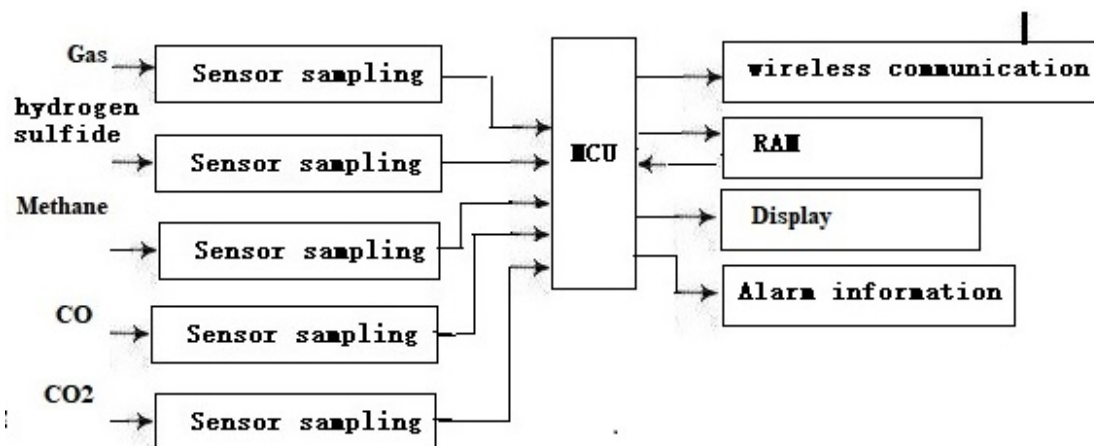 Gas
Sensor sampling
hydrogen
sulfide
Sensor sampling
Methane
Sensor sampling
CO
Sensor sampling
CO2
Sensor sampling
MCU
wireless communication
RAM
Display
Alarm information